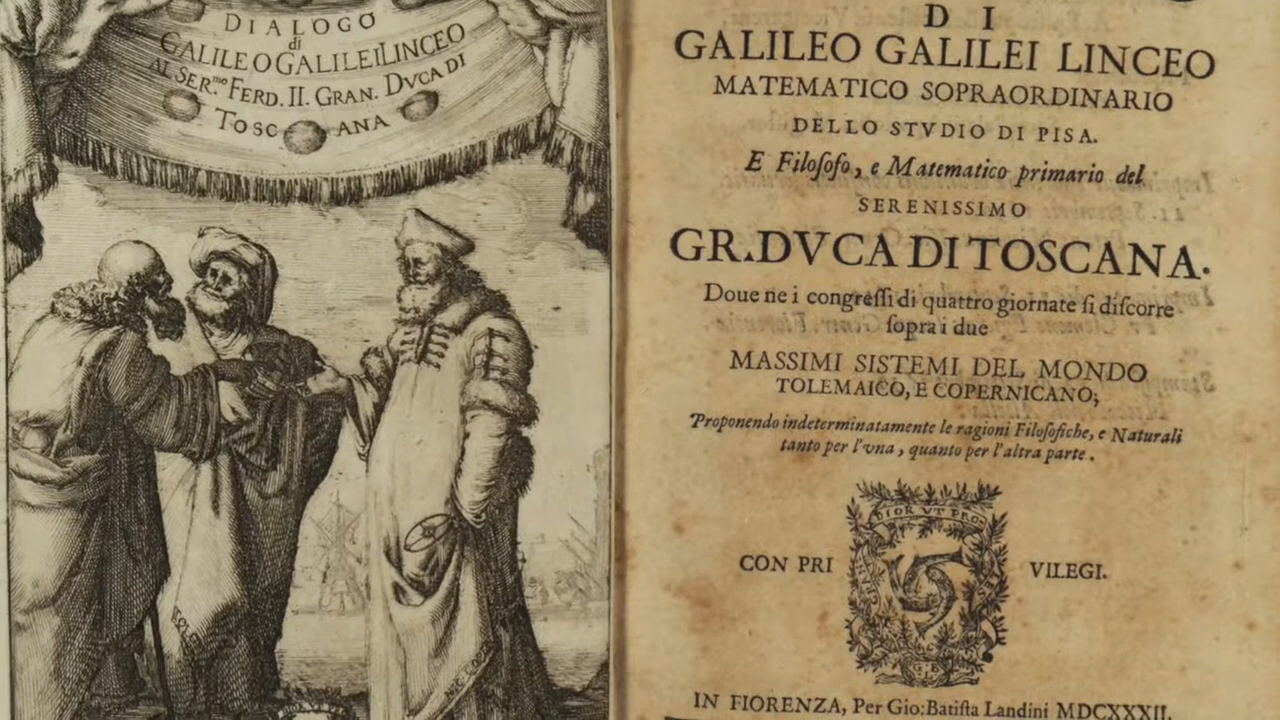 DIALOGO
di
GALILEO GALILEI LINCEO
AL SER.mo FERD. II. GRAN. DVCA DI
TOSCANA
DI
GALILEO GALILEI LINCEO
MATEMATICO SOPRAORDINARIO
DELLO STVDIO DI PISA.
E Filoſofo, e Matematico primario del
SERENISSIMO
GR.DVCA DI TOSCANA.
Doue ne i congreſſi di quattro giornate ſi diſcorre
ſopra i due
MASSIMI SISTEMI DEL MONDO
TOLEMAICO, E COPERNICANO;
Proponendo indeterminatamente le ragioni Filoſofiche, e Naturali
tanto per l'vna, quanto per l'altra parte.
CON PRI VILEGI.
IN FIORENZA, Per Gio:Batiſta Landini MDCXXXII.